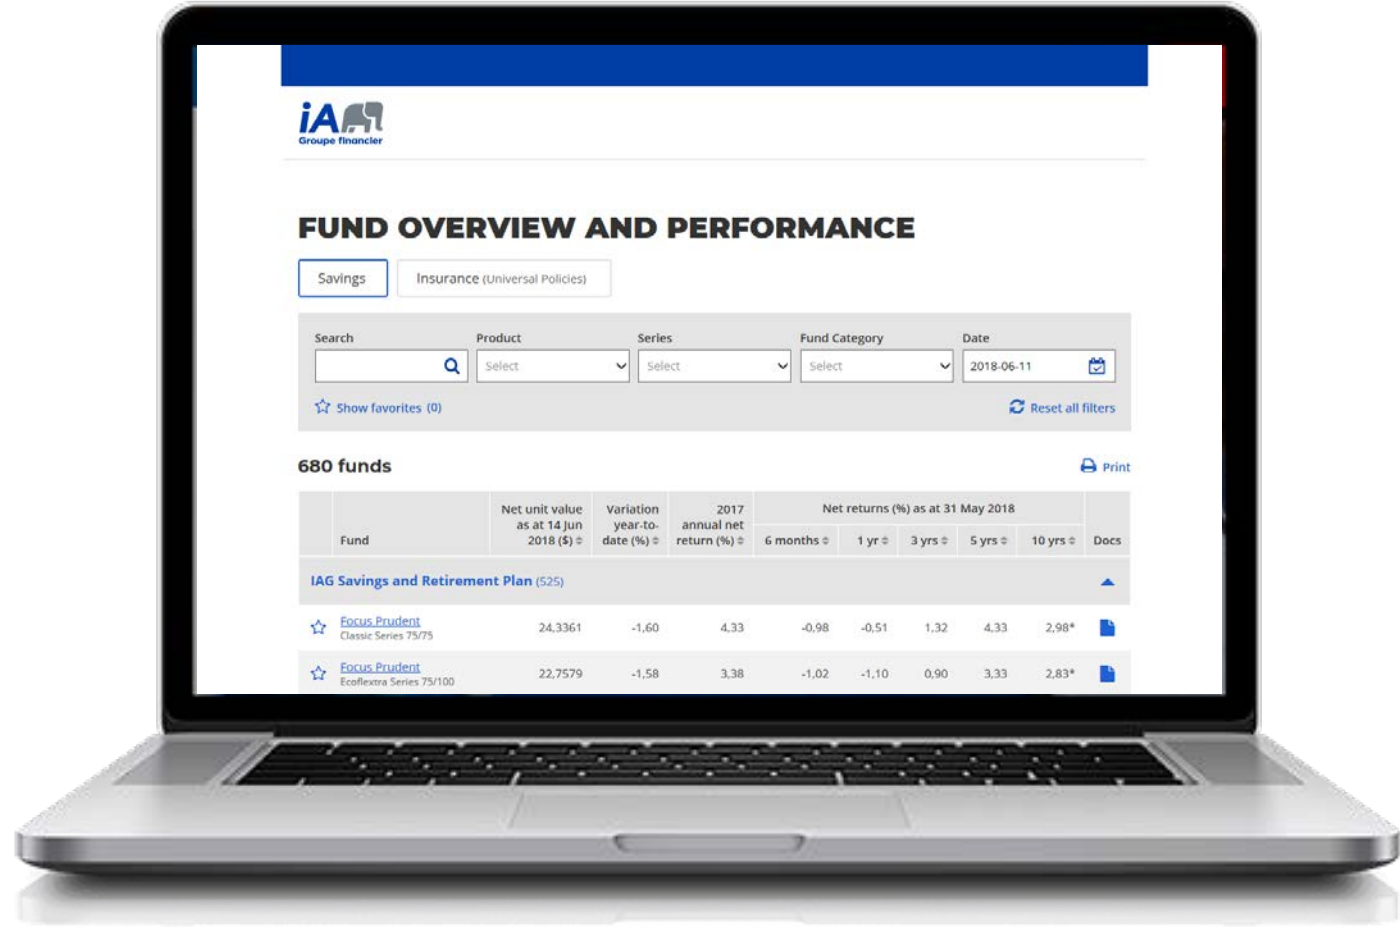 iA
Groupe financier
FUND OVERVIEW AND PERFORMANCE
Savings
Insurance (Universal Policies)
Search
Product
Series
Fund Category
Date
Select
Select
Select
2018-06-11
Show favorites (0)
Reset all filters
680 funds
Print
Fund
Net unit value
as at 14 Jun
2018 ($)
Variation
year-to-
date (%)
2017
annual net
return (%)
Net returns (%) as at 31 May 2018
6 months
1 yr
3 yrs
5 yrs
10 yrs
Docs
IAG Savings and Retirement Plan (525)
Focus Prudent
Classic Series 75/75
24,3361 -1,60 4,33 -0,98 -0,51 1,32 4,33 2,98*
Focus Prudent
Ecoflextra Series 75/100
22,7579 -1,58 3,38 -1,02 -1,10 0,90 3,33 2,83*